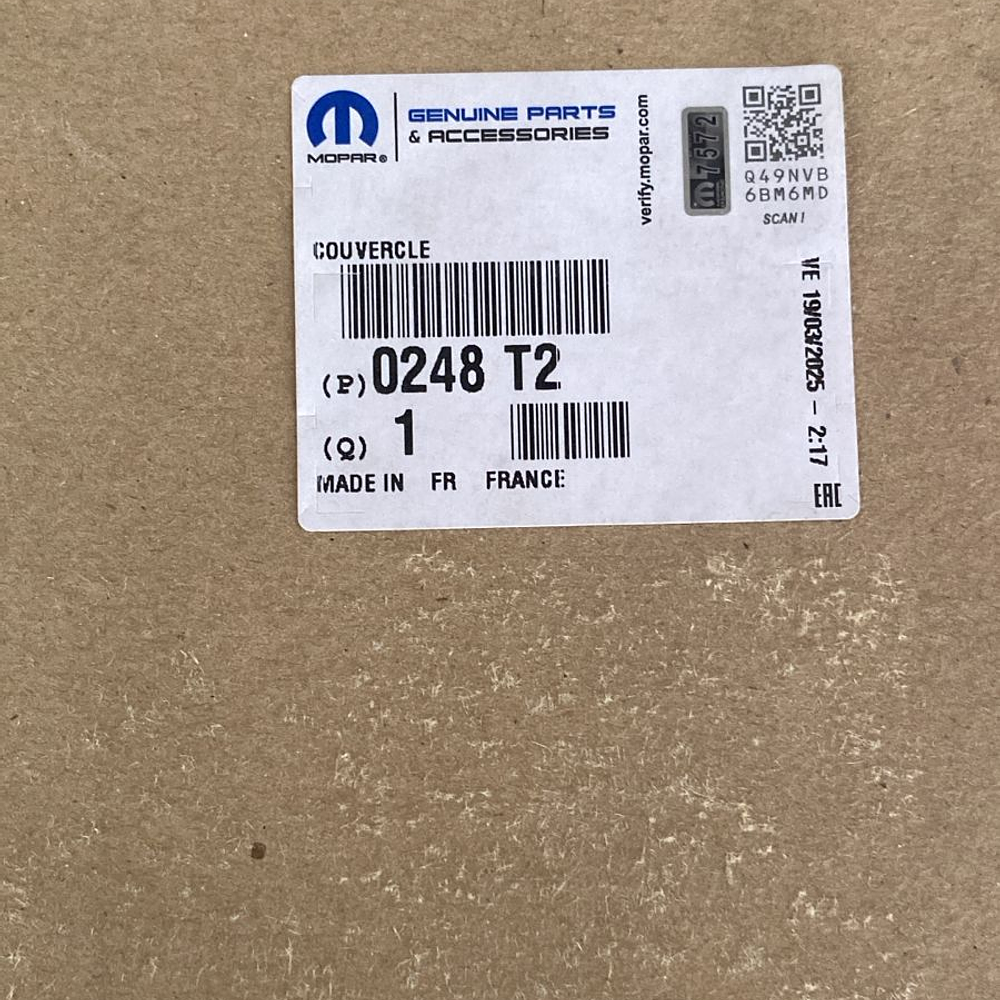 MOPAR®
GENUINE PARTS
& ACCESSORIES
verify.mopar.com
7572
Q49NVB
6BM6MD
SCAN!
COUVERCLE
(P) 0248 T2
(Q) 1
MADE IN FR FRANCE
VE 19/03/2025 - 2:17
EAC